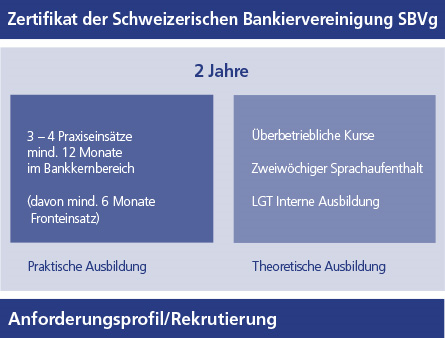 Zertifikat der Schweizerischen Bankiervereinigung SBVg
2 Jahre
3 – 4 Praxiseinsätze
mind. 12 Monate
im Bankkernbereich
(davon mind. 6 Monate
Fronteinsatz)
Praktische Ausbildung
Überbetriebliche Kurse
Zweiwöchiger Sprachaufenthalt
LGT Interne Ausbildung
Theoretische Ausbildung
Anforderungsprofil/Rekrutierung